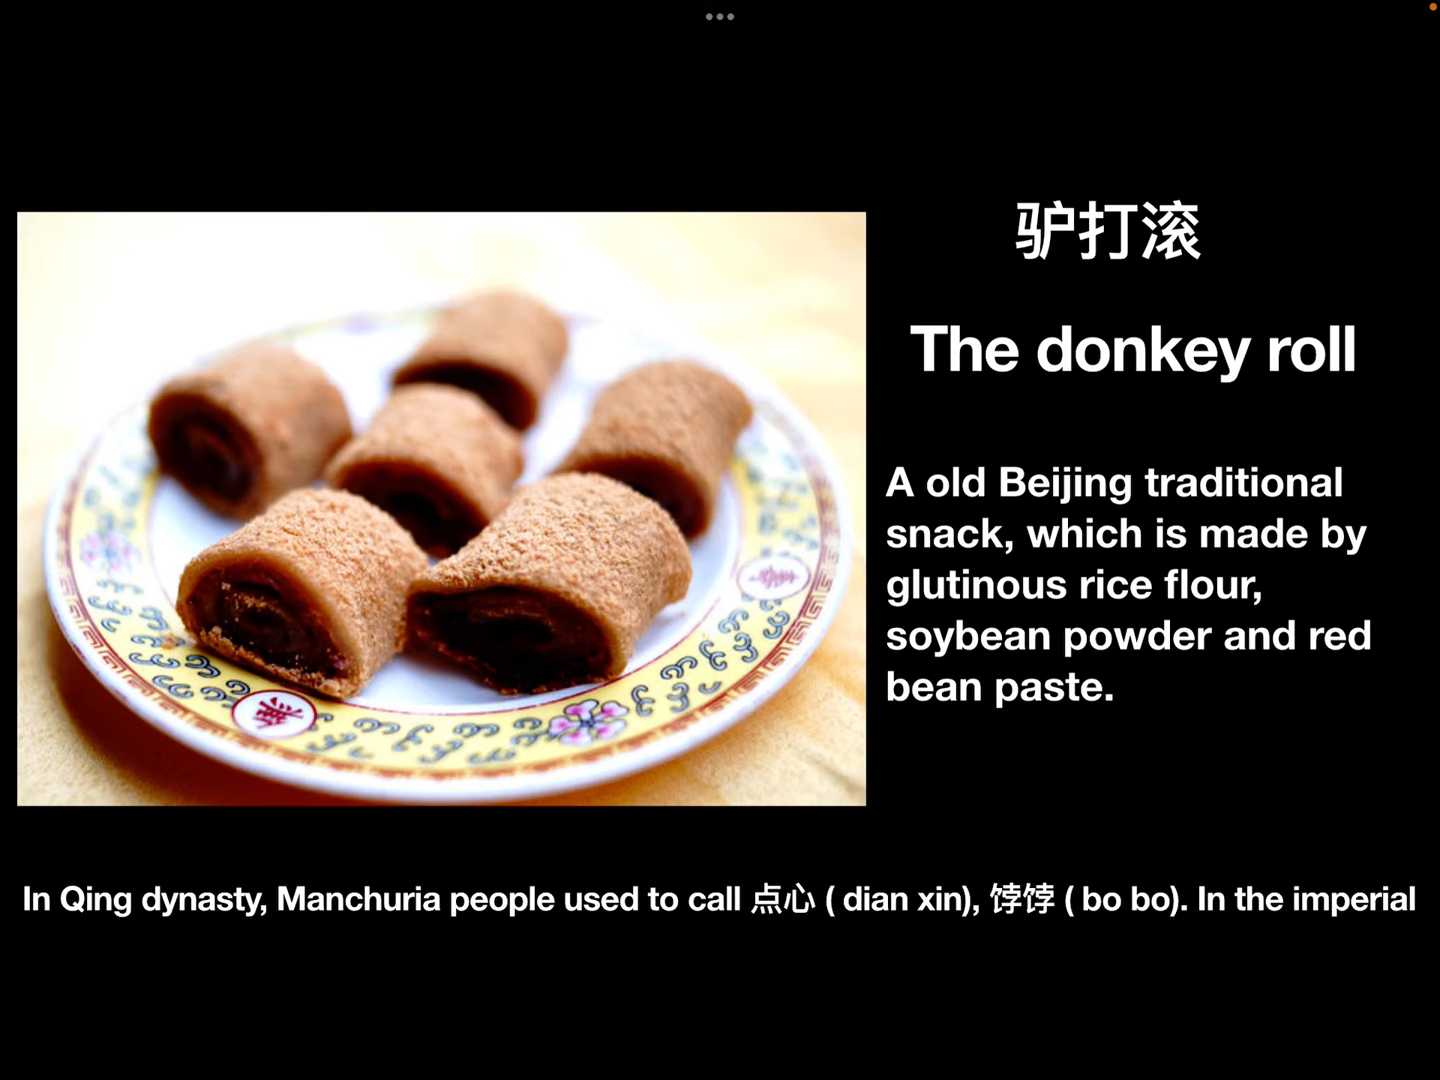 驴打滚
The donkey roll
A old Beijing traditional
snack, which is made by
glutinous rice flour,
soybean powder and red
bean paste.
In Qing dynasty, Manchuria people used to call 点心 ( dian xin), 饽饽 ( bo bo). In the imperial